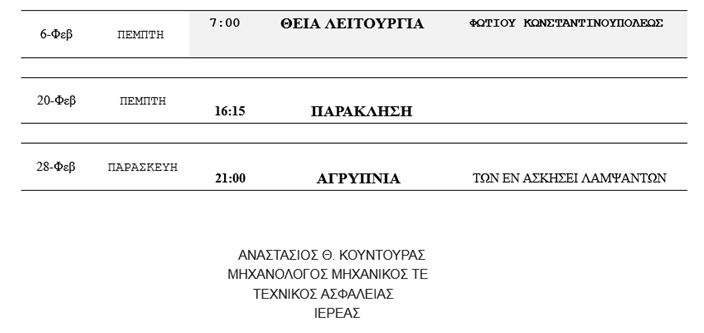 6-Φεβ ΠΕΜΠΤΗ 7:00 ΘΕΙΑ ΛΕΙΤΟΥΡΓΙΑ ΦΩΤΙΟΥ ΚΩΝΣΤΑΝΤΙΝΟΥΠΟΛΕΩΣ
20-Φεβ ΠΕΜΠΤΗ 16:15 ΠΑΡΑΚΛΗΣΗ
28-Φεβ ΠΑΡΑΣΚΕΥΗ 21:00 ΑΓΡΥΠΝΙΑ ΤΩΝ ΕΝ ΑΣΚΗΣΕΙ ΛΑΜΨΑΝΤΩΝ
ΑΝΑΣΤΑΣΙΟΣ Θ. ΚΟΥΝΤΟΥΡΑΣ
ΜΗΧΑΝΟΛΟΓΟΣ ΜΗΧΑΝΙΚΟΣ ΤΕ
ΤΕΧΝΙΚΟΣ ΑΣΦΑΛΕΙΑΣ
ΙΕΡΕΑΣ